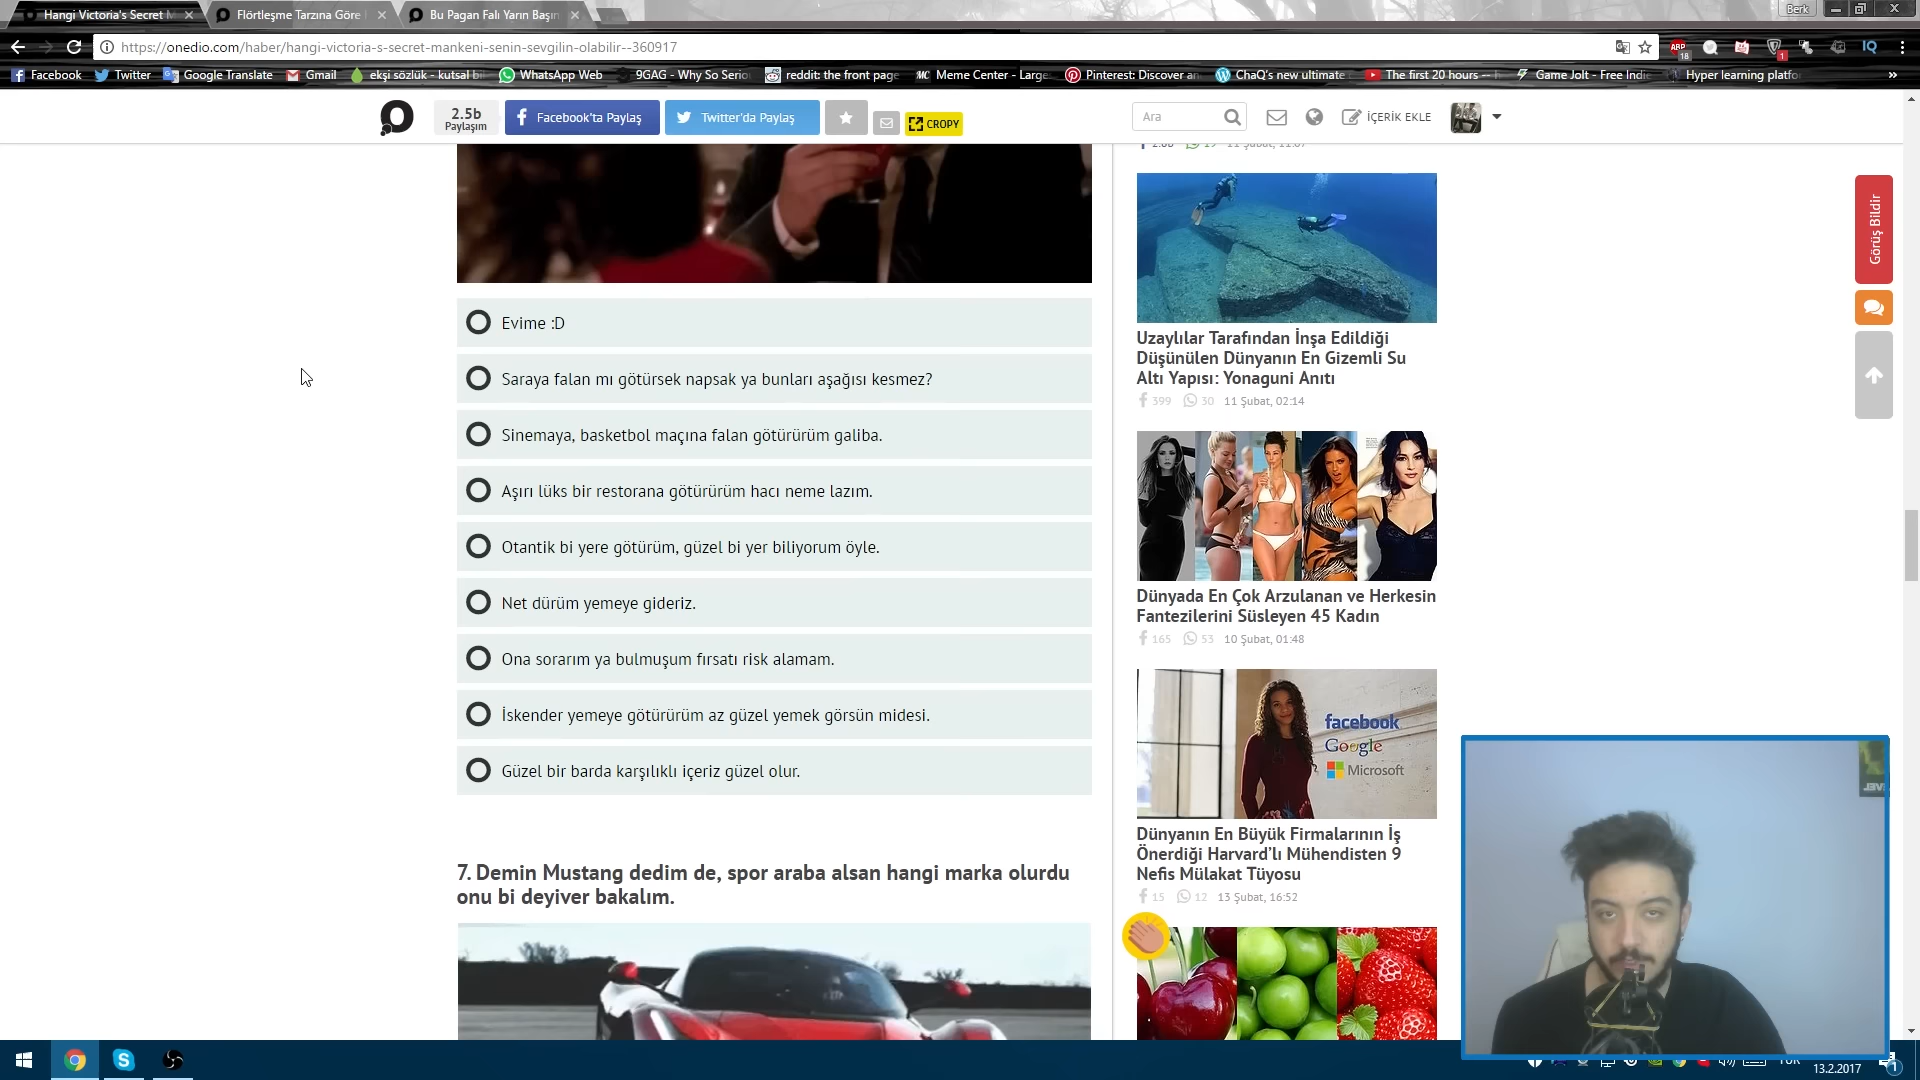 Hangi Victoria's Secret M
Flörtleşme Tarzına Göre
Bu Pagan Falı Yarın Başın
Berk
https://onedio.com/haber/hangi-victoria-s-secret-mankeni-senin-sevgilin-olabilir--360917
ABP
18
1
IQ
Facebook
Twitter
Google Translate
Gmail
ekşi sözlük - kutsal bi
WhatsApp Web
9GAG - Why So Serio
reddit: the front page
Meme Center - Large
Pinterest: Discover an
ChaQ's new ultimate
The first 20 hours --
Game Jolt - Free Indi
Hyper learning platfo
»
2.5b
Paylaşım
Facebook'ta Paylaş
Twitter'da Paylaş
CROPY
Ara
İÇERİK EKLE
Evime :D
Saraya falan mı götürsek napsak ya bunları aşağısı kesmez?
Sinemaya, basketbol maçına falan götürürüm galiba.
Aşırı lüks bir restorana götürürüm hacı neme lazım.
Otantik bi yere götürüm, güzel bi yer biliyorum öyle.
Net dürüm yemeye gideriz.
Ona sorarım ya bulmuşum fırsatı risk alamam.
İskender yemeye götürürüm az güzel yemek görsün midesi.
Güzel bir barda karşılıklı içeriz güzel olur.
7. Demin Mustang dedim de, spor araba alsan hangi marka olurdu
onu bi deyiver bakalım.
Uzaylılar Tarafından İnşa Edildiği
Düşünülen Dünyanın En Gizemli Su
Altı Yapısı: Yonaguni Anıtı
399 30 11 Şubat, 02:14
Dünyada En Çok Arzulanan ve Herkesin
Fantezilerini Süsleyen 45 Kadın
165 53 10 Şubat, 01:48
facebook
Google
Microsoft
Dünyanın En Büyük Firmalarının İş
Önerdiği Harvard'lı Mühendisten 9
Nefis Mülakat Tüyosu
15 12 13 Şubat, 16:52
Görüş Bildir
13.2.2017
1